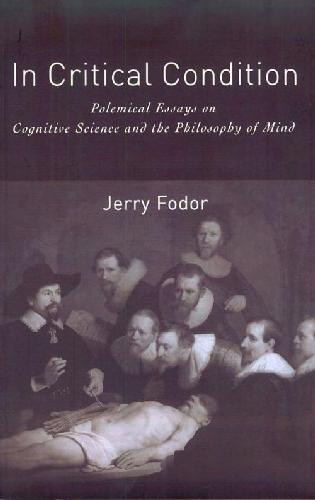 In Critical Condition
Polemical Essays on
Cognitive Science and the Philosophy of Mind
Jerry Fodor